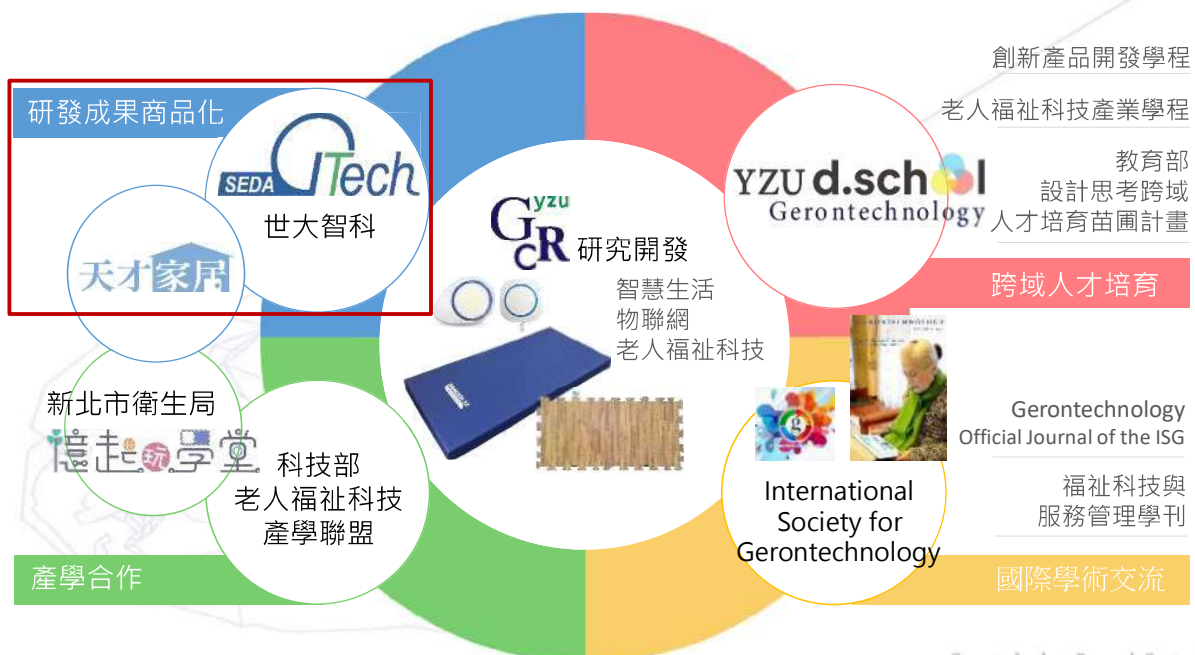 研發成果商品化
SEDA GTech
世大智科
天才家居
新北市衛生局
憶起玩學堂
科技部
老人福祉科技
產學聯盟
產學合作
yzu
GcR
研究開發
智慧生活
物聯網
老人福祉科技
創新產品開發學程
老人福祉科技產業學程
教育部
設計思考跨域
人才培育苗圃計畫
YZU d.school
Gerontechnology
跨域人才培育
GERONTECHNOLOGY
g
International
Society for
Gerontechnology
Gerontechnology
Official Journal of the ISG
福祉科技與
服務管理學刊
國際學術交流